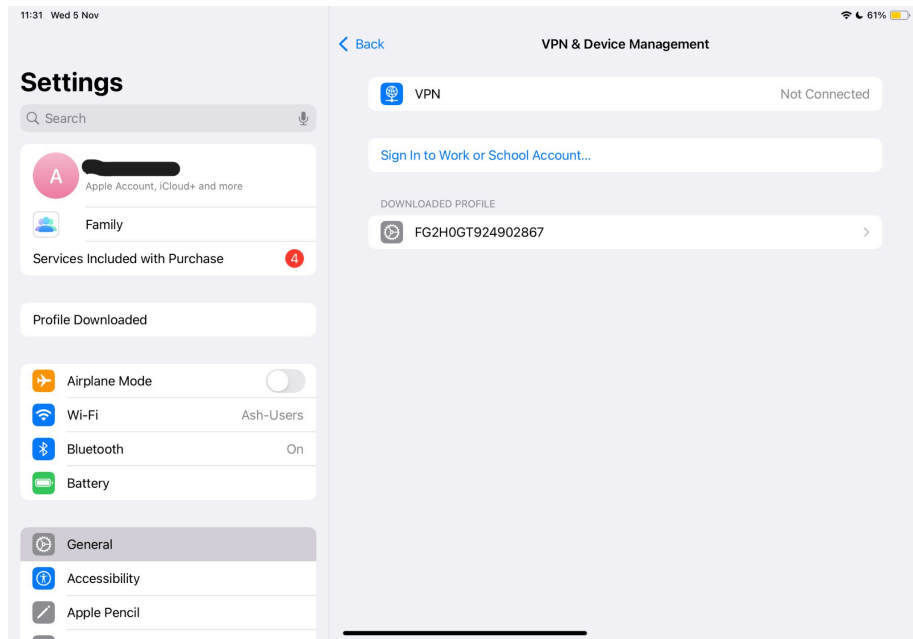 11:31 Wed 5 Nov
61%
Back
VPN & Device Management
Settings
Search
A
Apple Account, iCloud+ and more
Family
Services Included with Purchase
4
Profile Downloaded
Airplane Mode
Wi-Fi
Ash-Users
Bluetooth
On
Battery
General
Accessibility
Apple Pencil
VPN
Not Connected
Sign In to Work or School Account...
DOWNLOADED PROFILE
FG2H0GT924902867